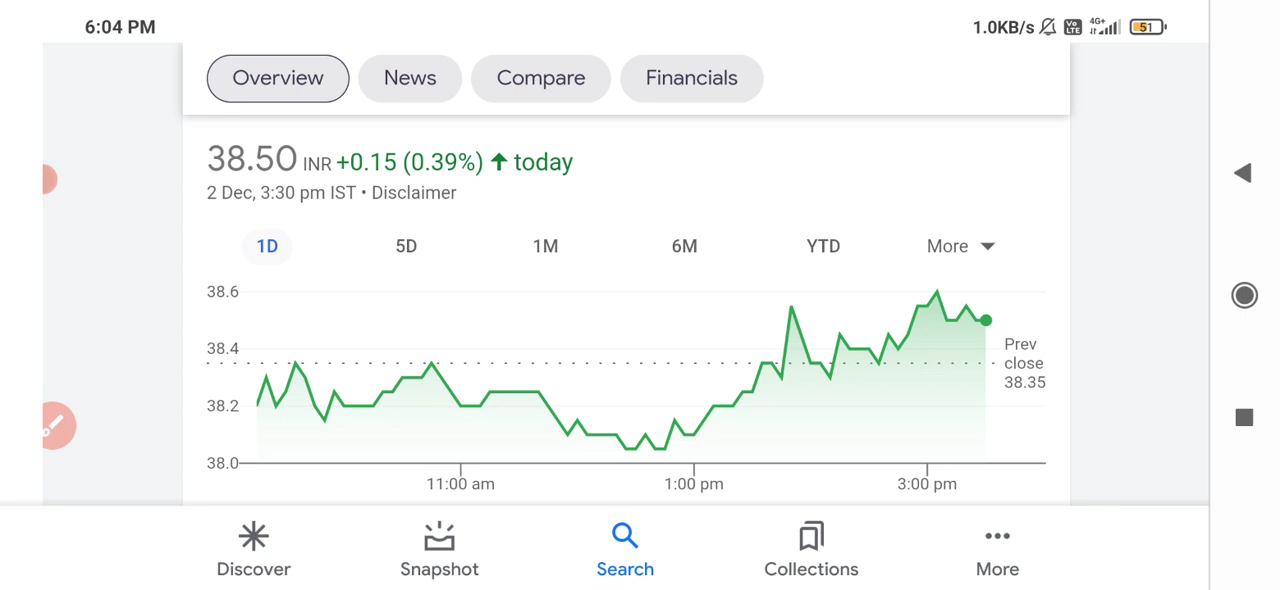 6:04 PM
1.0KB/s Vo LTE 4G+ 51
Overview News Compare Financials
38.50 INR +0.15 (0.39%) ↑ today
2 Dec, 3:30 pm IST • Disclaimer
1D 5D 1M 6M YTD More
38.6
38.4
38.2
38.0
Prev
close
38.35
11:00 am 1:00 pm 3:00 pm
Discover Snapshot Search Collections More